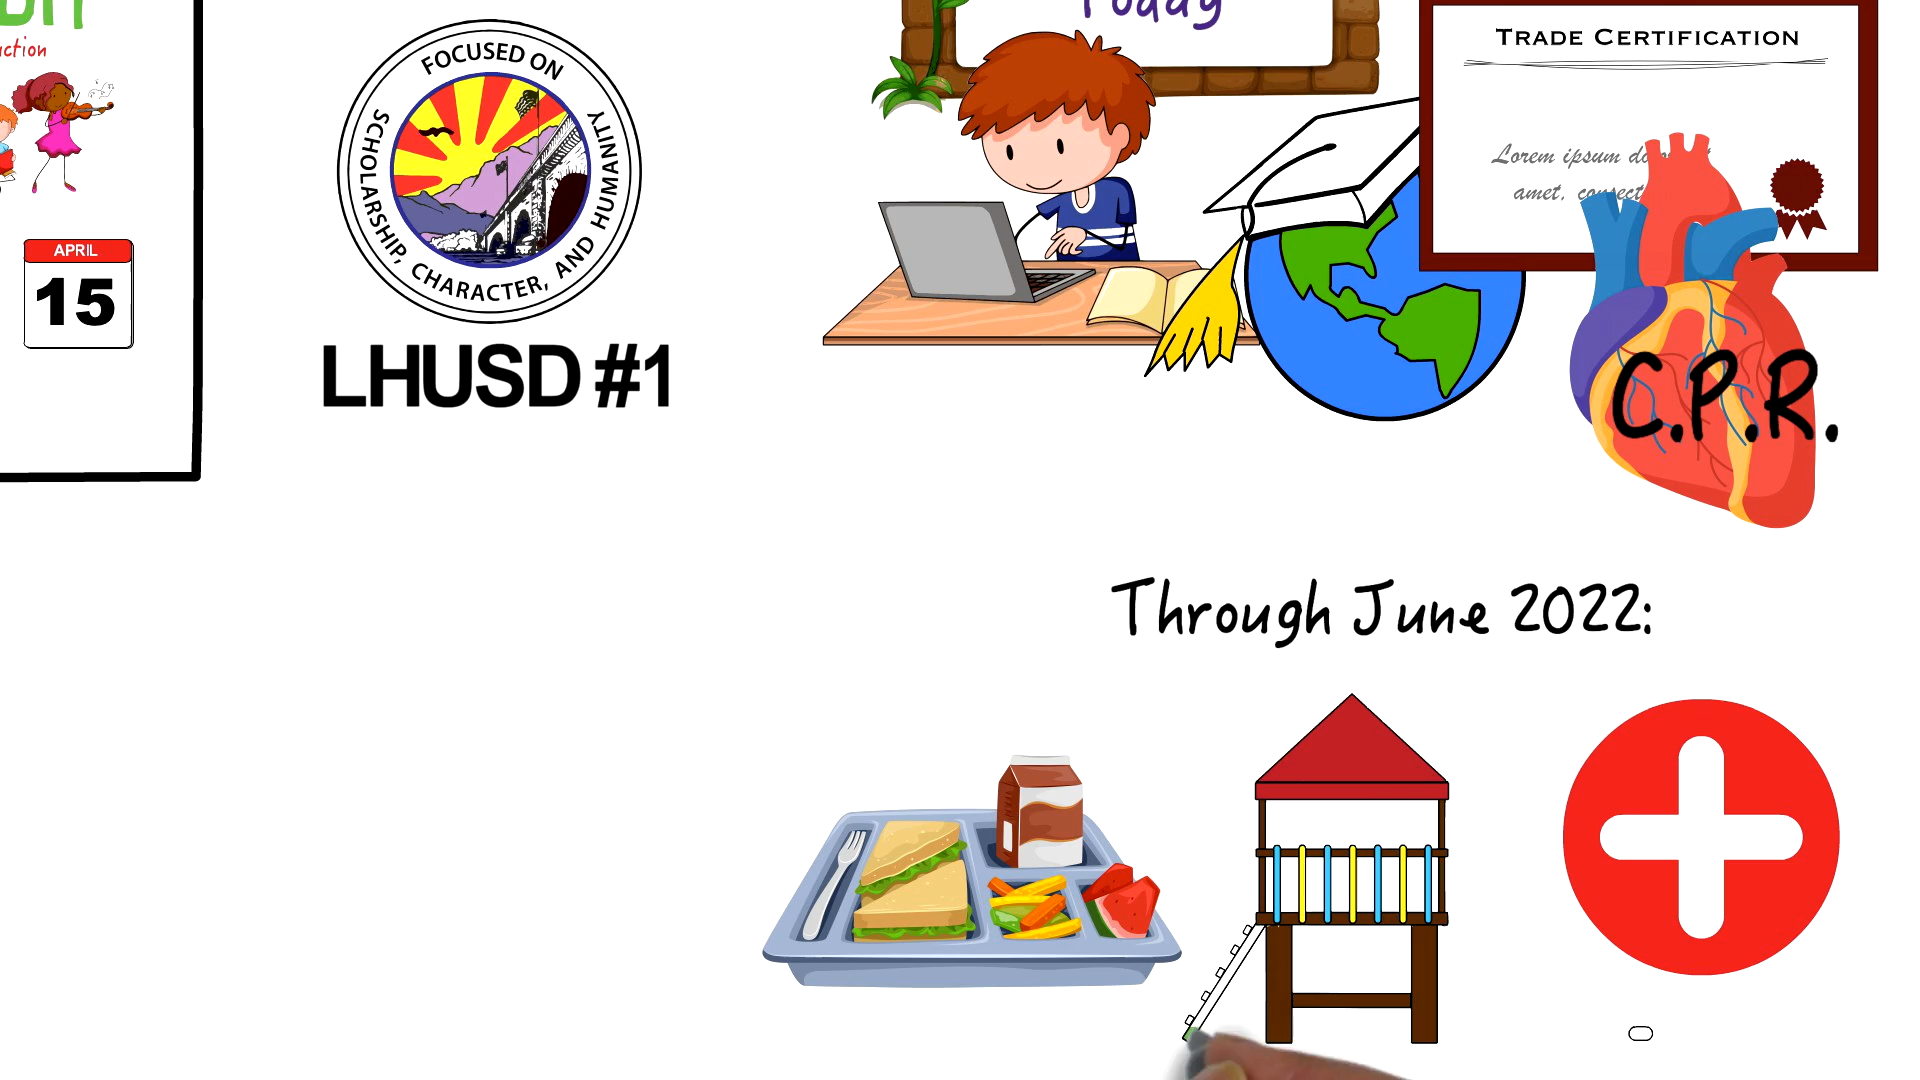 ction
APRIL
15
FOCUSED ON
SCHOLARSHIP, CHARACTER, AND HUMANITY
LHUSD #1
Today
TRADE CERTIFICATION
Lorem ipsum
amet, consect
C.P.R.
Through June 2022: